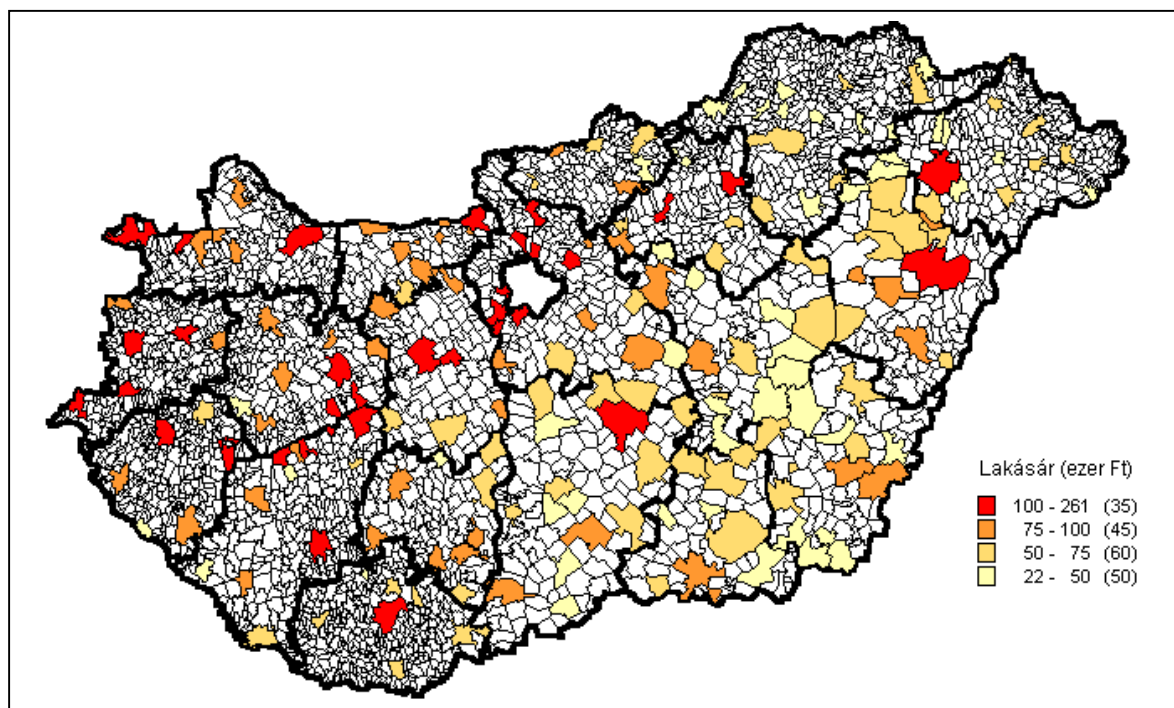 Lakásár (ezer Ft)
100 - 261 (35)
75 - 100 (45)
50 - 75 (60)
22 - 50 (50)